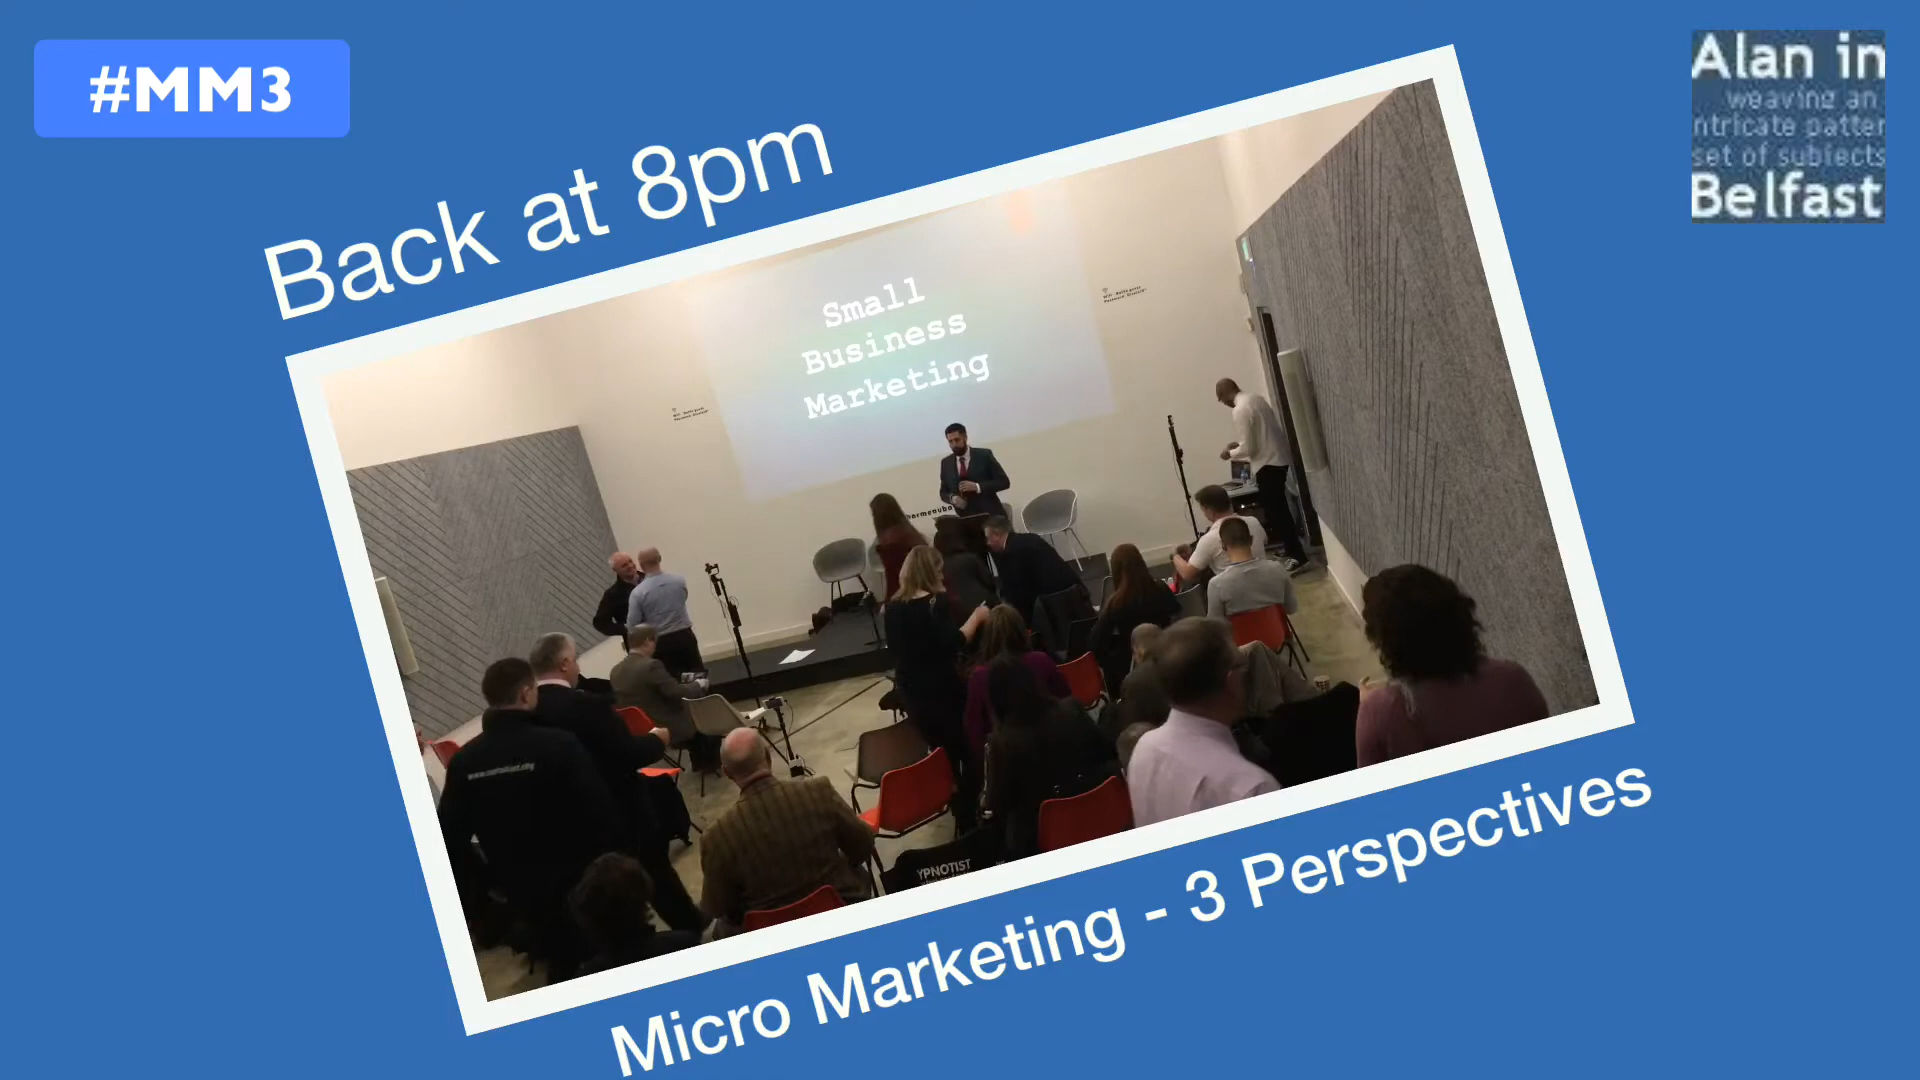 #MM3
Alan in
weaving an
ntricate patter
set of subjects
Belfast
Back at 8pm
Small
Business
Marketing
YPNOTIST
Micro Marketing - 3 Perspectives